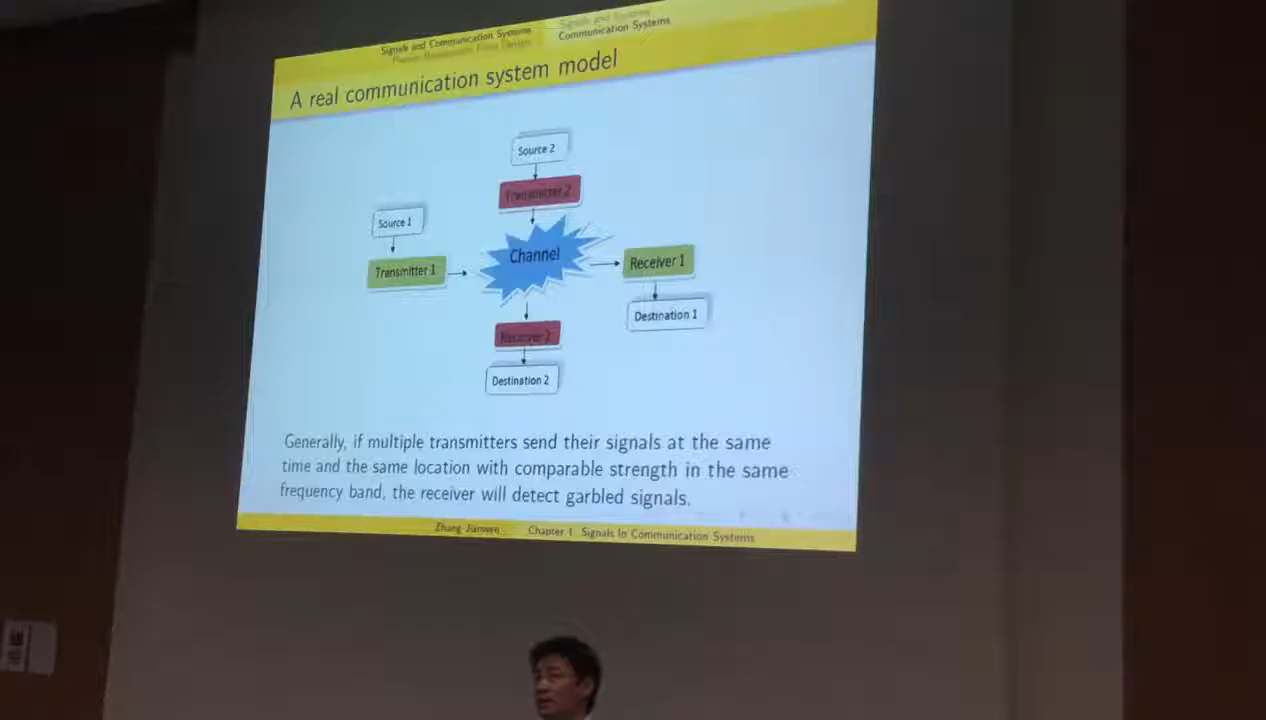 Signals and Communication Systems
Signals and Systems
Communication Systems
A real communication system model
Source 2
Transmitter 2
Source 1
Channel
Transmitter 1
Receiver 1
Destination 1
Receiver 2
Destination 2
Generally, if multiple transmitters send their signals at the same
time and the same location with comparable strength in the same
frequency band, the receiver will detect garbled signals.
Zhang
Chapter 1 Signals in Communication Systems